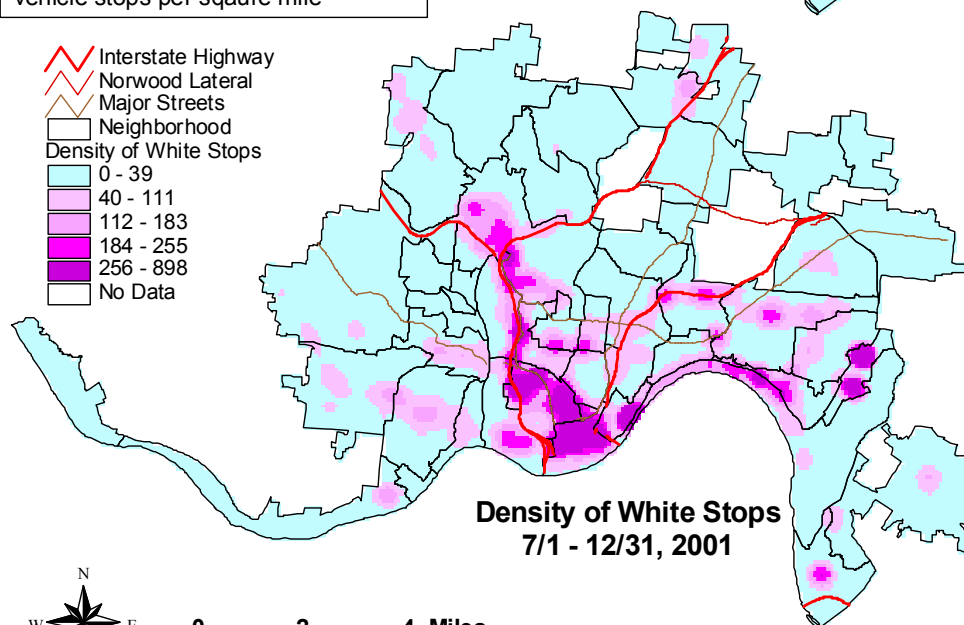 vehicle stops per sqaure mile
Interstate Highway
Norwood Lateral
Major Streets
Neighborhood
Density of White Stops
0 - 39
40 - 111
112 - 183
184 - 255
256 - 898
No Data
Density of White Stops
7/1 - 12/31, 2001
N
W E
0 2 4 Miles